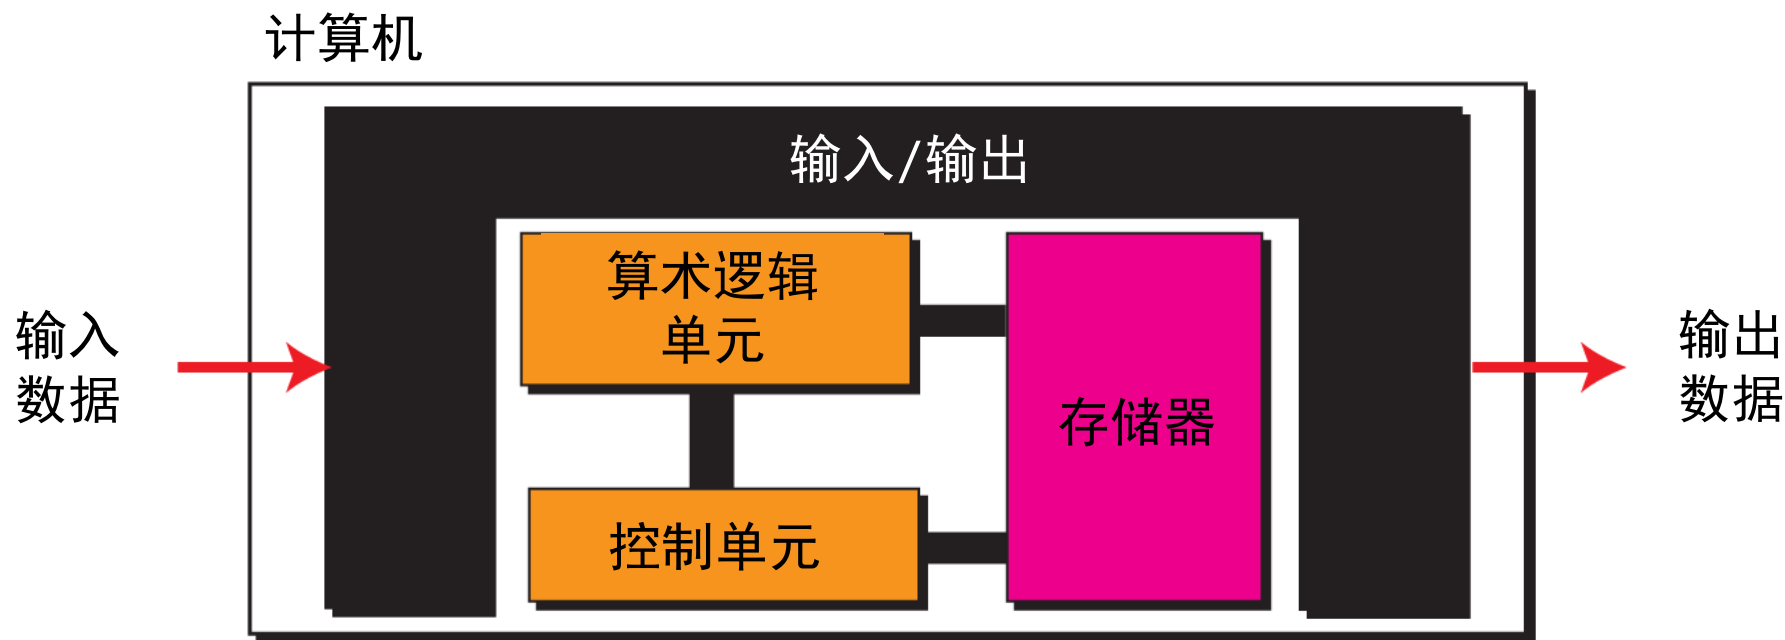 计算机
输入/输出
算术逻辑
单元
输入
数据
存储器
控制单元
输出
数据